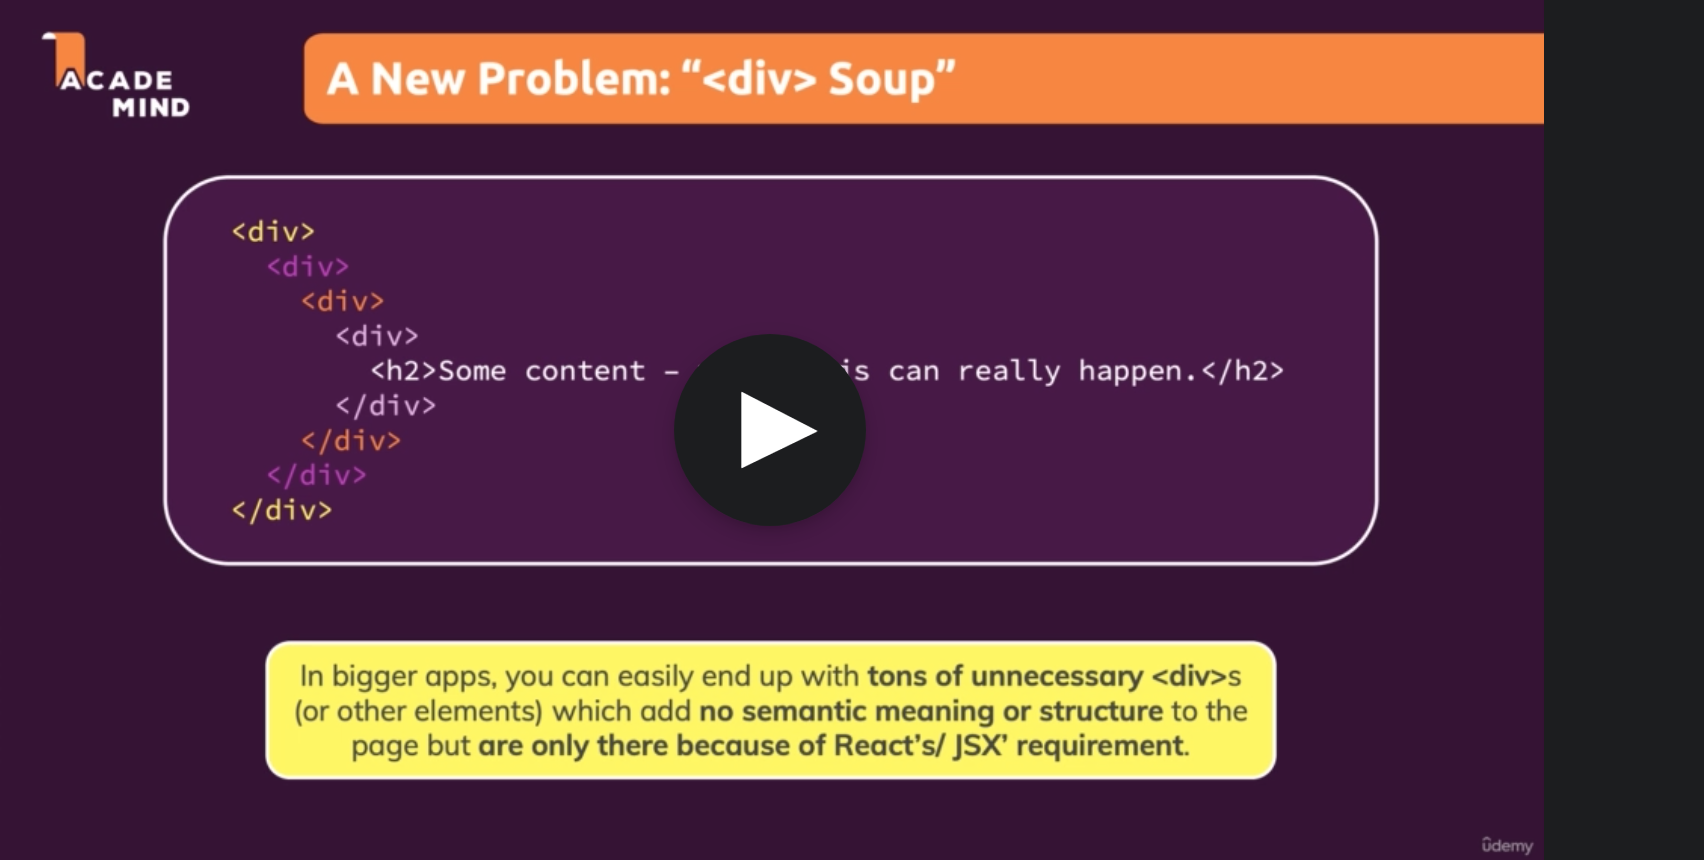 ACADE
MIND
A New Problem: “<div> Soup”
<div>
<div>
<div>
<div>
<h2>Some content – is can really happen.</h2>
</div>
</div>
</div>
</div>
In bigger apps, you can easily end up with tons of unnecessary <div>s
(or other elements) which add no semantic meaning or structure to the
page but are only there because of React’s/ JSX’ requirement.
ûdemy